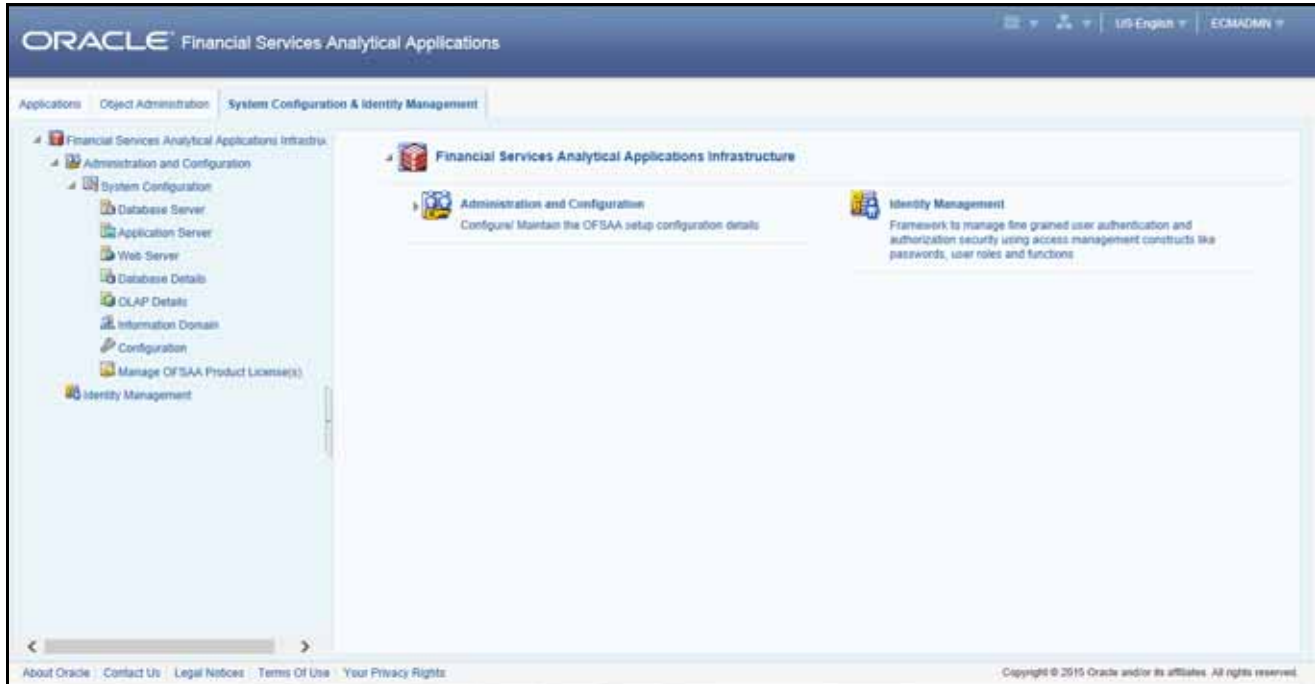 ORACLE Financial Services Analytical Applications
US-English
ECMADMN
Applications
Object Administration
System Configuration & Identity Management
Financial Services Analytical Applications Infrastruc
Administration and Configuration
System Configuration
Database Server
Application Server
Web Server
Database Details
OLAP Details
Information Domain
Configuration
Manage OFSAA Product License(s)
Identity Management
Financial Services Analytical Applications Infrastructure
Administration and Configuration
Configure/ Maintain the OFSAA setup configuration details
Identity Management
Framework to manage fine grained user authentication and
authorization security using access management constructs like
passwords, user roles and functions
About Oracle
Contact Us
Legal Notices
Terms Of Use
Your Privacy Rights
Copyright © 2015 Oracle and/or its affiliates. All rights reserved.